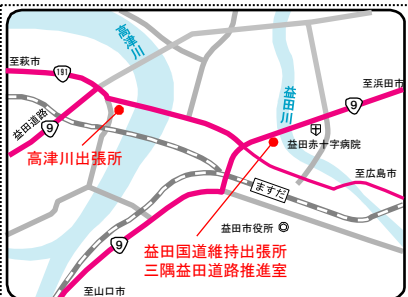 高津川
至萩市
191
益田川
至浜田市
9
益田道路
9
高津川出張所
益田赤十字病院
至広島市
ますだ
益田市役所
9
益田国道維持出張所
三隅益田道路推進室
至山口市